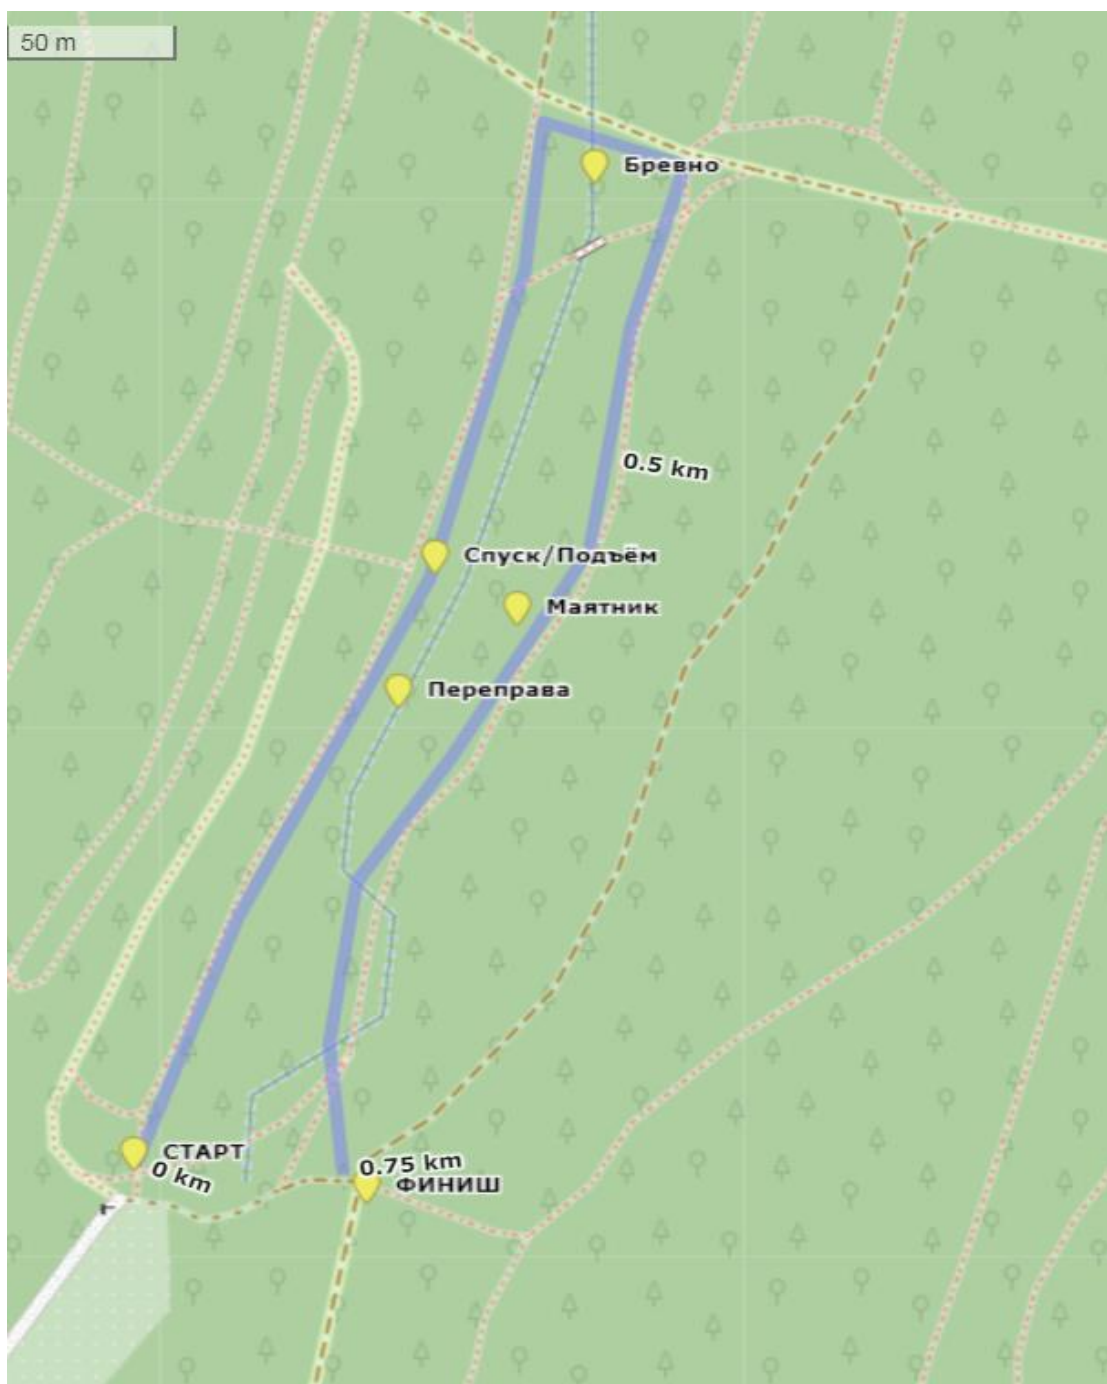 50 m
Бревно
0.5 km
Спуск/Подъём
Маятник
Переправа
СТАРТ
0 km
0.75 km
ФИНИШ